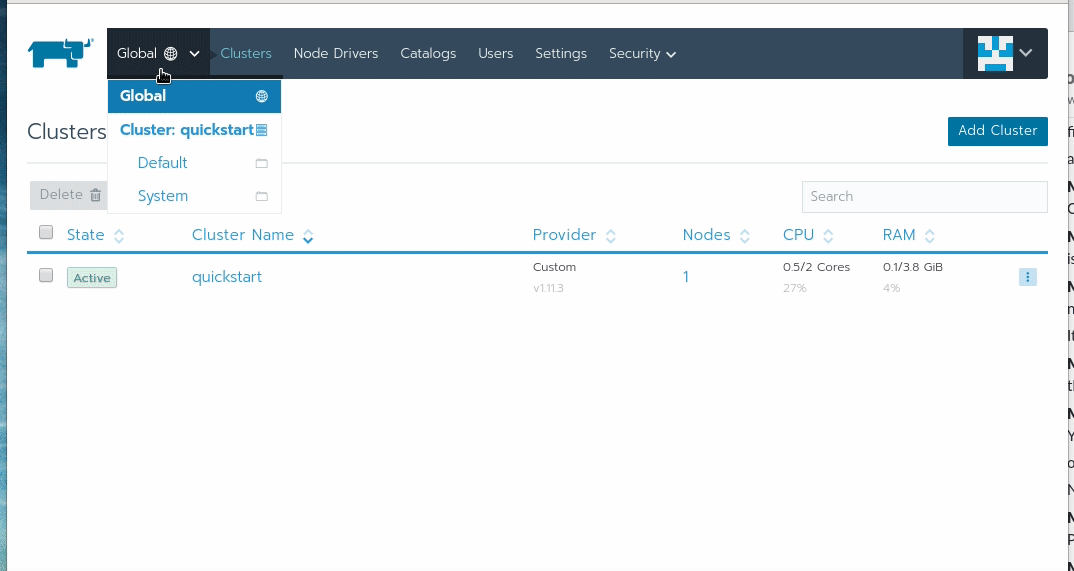 Global Clusters Node Drivers Catalogs Users Settings Security
Global
Cluster: quickstart
Default
System
Clusters
Add Cluster
Delete
Search
State Cluster Name Provider Nodes CPU RAM
Active quickstart Custom 1 0.5/2 Cores 0.1/3.8 GiB
v1.11.3 27% 4%